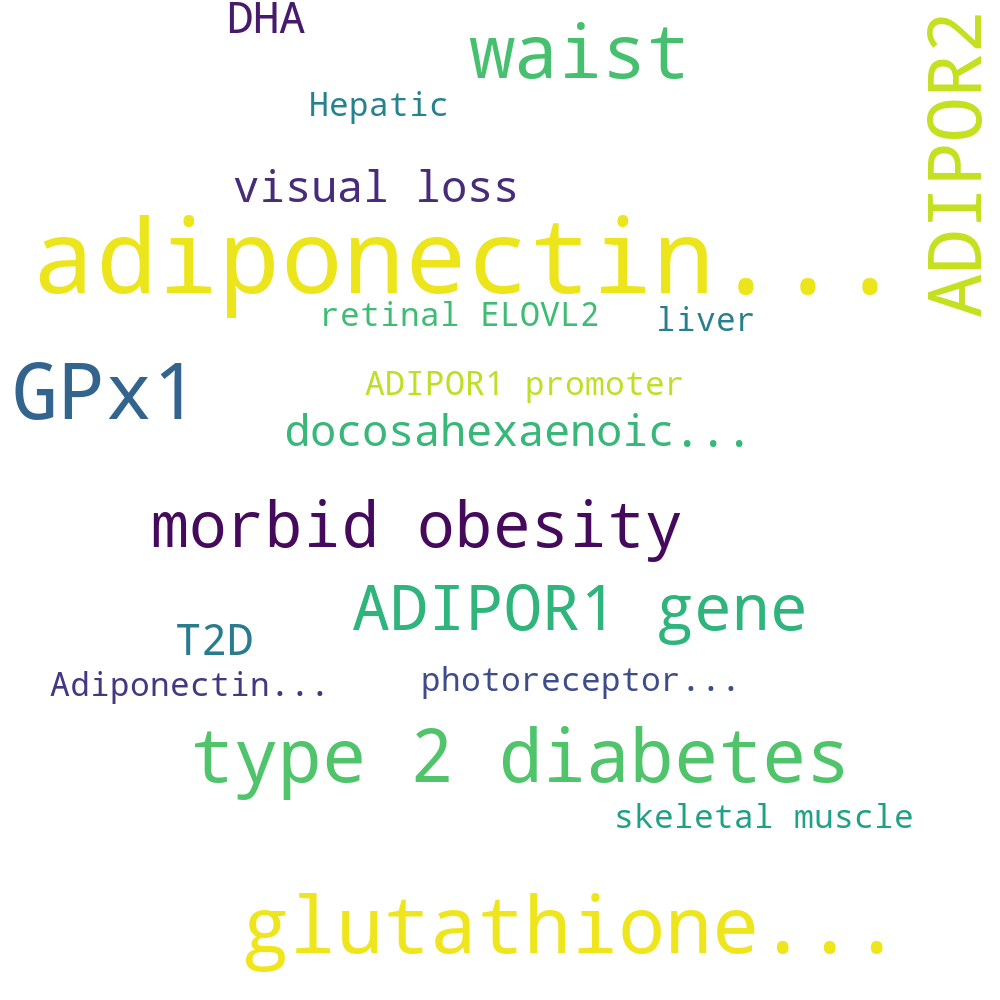 DHA
waist
ADIPOR2
Hepatic
visual loss
adiponectin...
retinal ELOVL2
liver
GPx1
ADIPOR1 promoter
docosahexaenoic...
morbid obesity
ADIPOR1 gene
T2D
Adiponectin...
photoreceptor...
type 2 diabetes
skeletal muscle
glutathione...